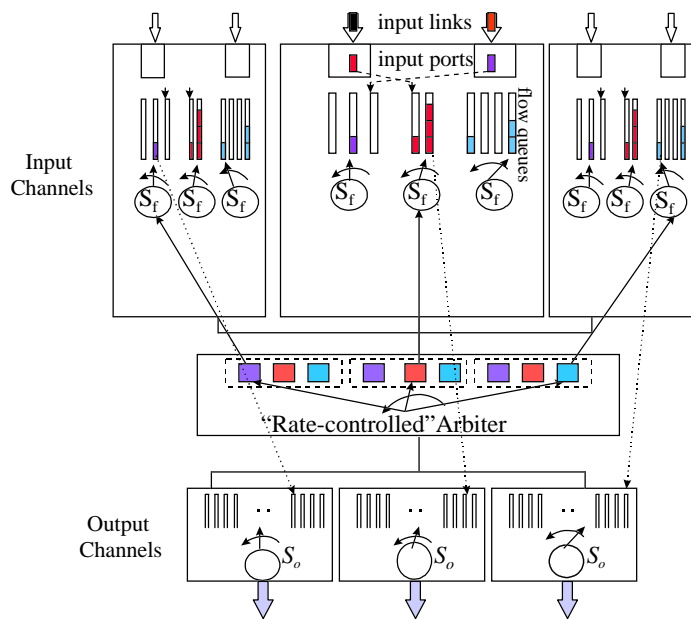 input links
input ports
flow queues
Input
Channels
S_f
S_f
S_f
S_f
S_f
S_f
S_f
S_f
S_f
“Rate-controlled”Arbiter
Output
Channels
S_o
S_o
S_o